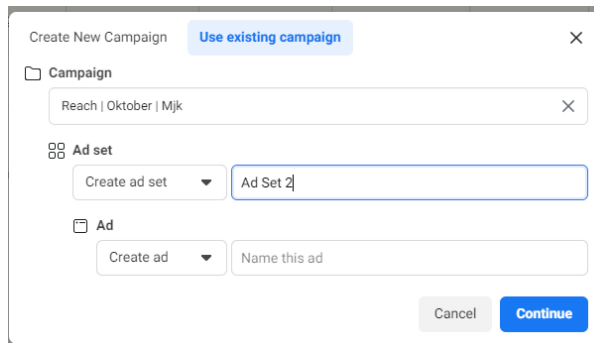 Create New Campaign Use existing campaign
Campaign
Reach | Oktober | Mjk
Ad set
Create ad set Ad Set 2
Ad
Create ad Name this ad
Cancel Continue